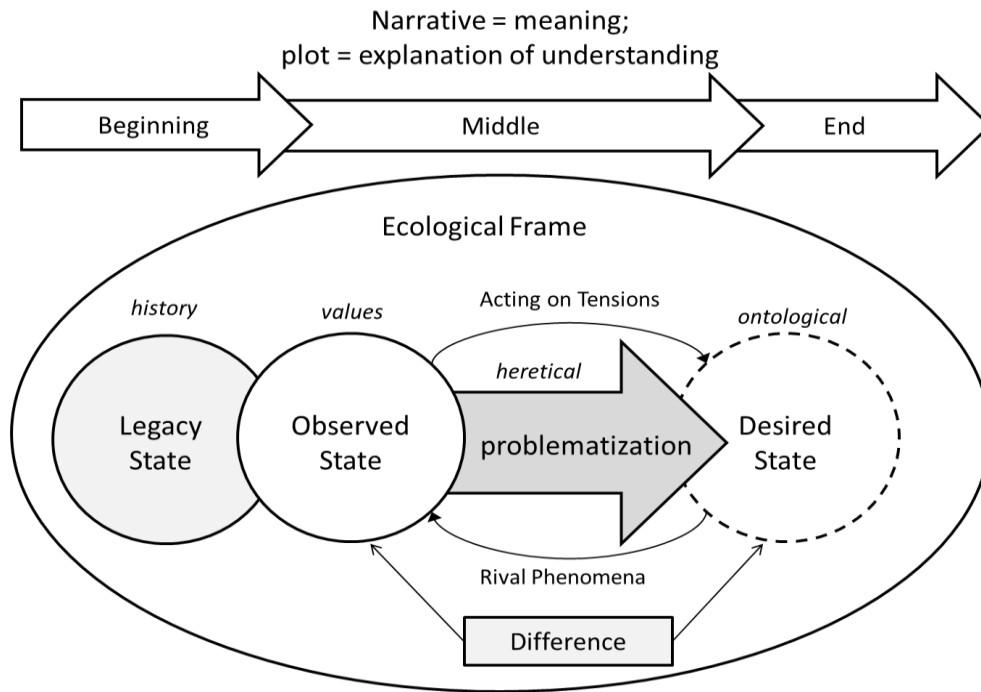 Narrative = meaning;
plot = explanation of understanding
Beginning
Middle
End
Ecological Frame
history
values
Acting on Tensions
ontological
heretical
Legacy
State
Observed
State
problematization
Desired
State
Rival Phenomena
Difference